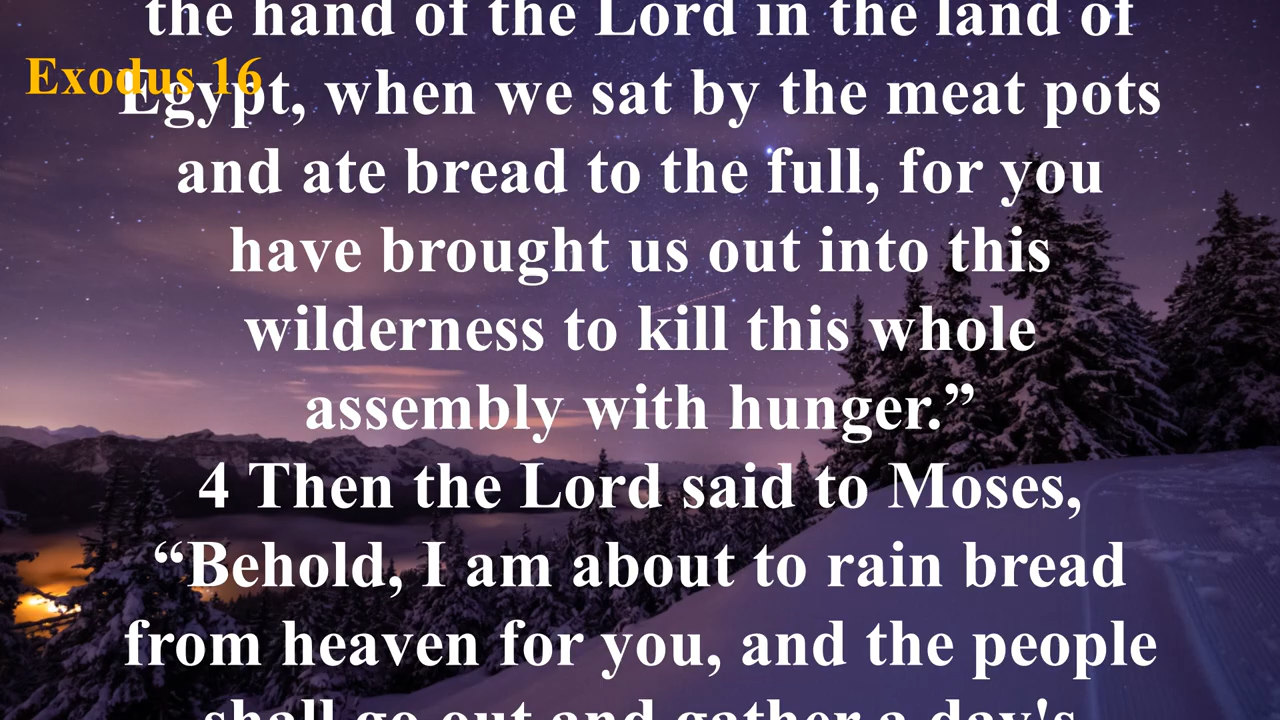 the hand of the Lord in the land of
Exodus 16
Egypt, when we sat by the meat pots
and ate bread to the full, for you
have brought us out into this
wilderness to kill this whole
assembly with hunger.”
4 Then the Lord said to Moses,
“Behold, I am about to rain bread
from heaven for you, and the people
shall go out and gather a day's